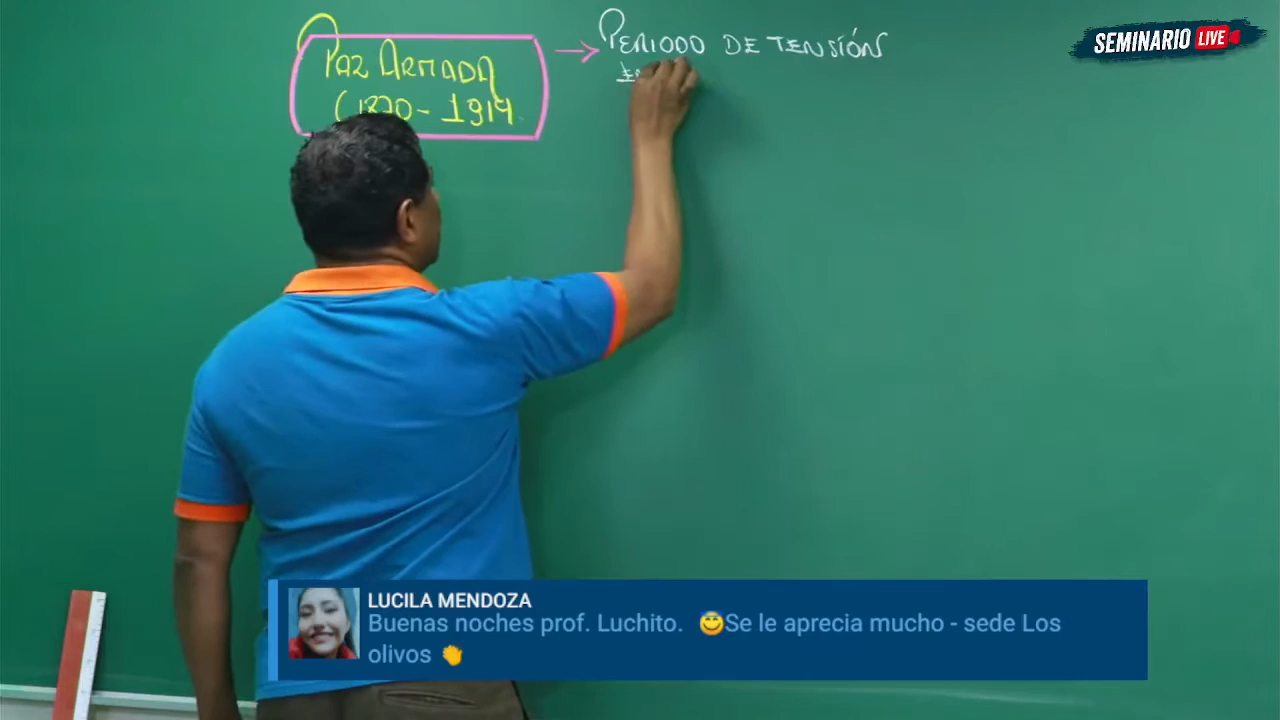 PAZ ARMADA
(1870-1914
PERIODO DE TENSIÓN
SEMINARIO LIVE
LUCILA MENDOZA
Buenas noches prof. Luchito. 😇Se le aprecia mucho - sede Los
olivos 👏